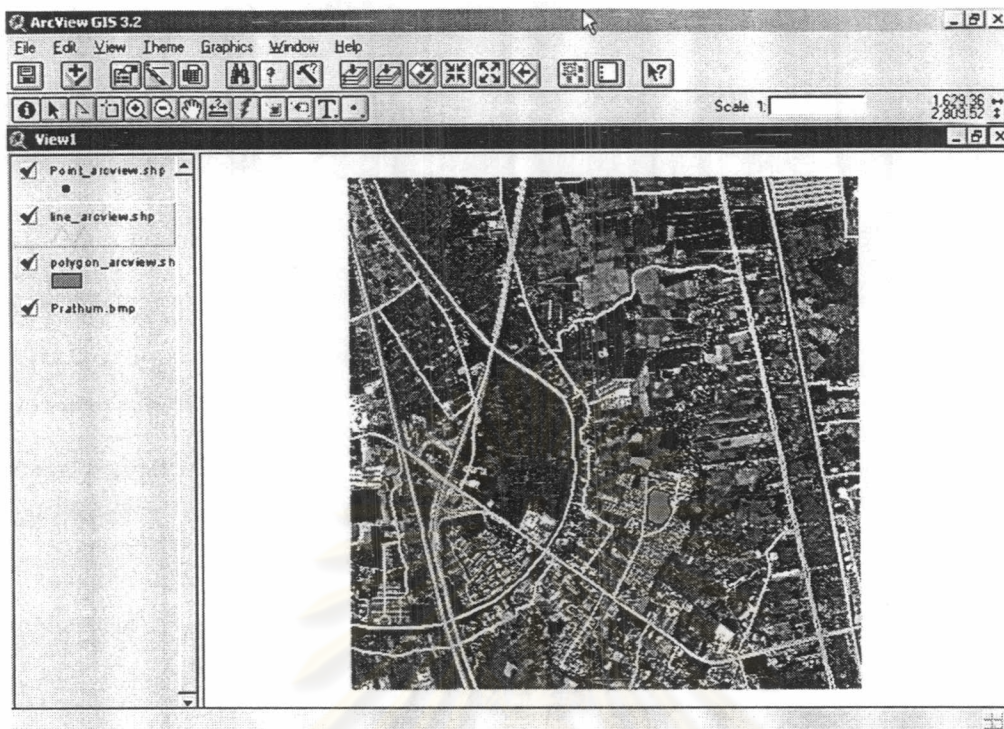 ArcView GIS 3.2
File Edit View Theme Graphics Window Help
Scale 1: 1,629.36
2,809.52
View1
Point_arcview.shp
line_arcview.shp
polygon_arcview.sh
Prathum.bmp